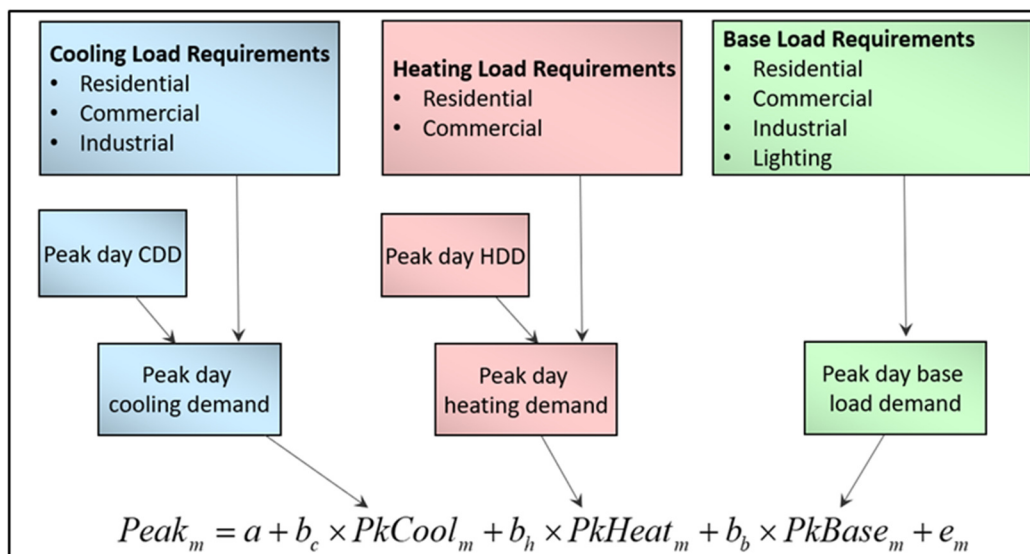 Cooling Load Requirements
• Residential
• Commercial
• Industrial
Heating Load Requirements
• Residential
• Commercial
Base Load Requirements
• Residential
• Commercial
• Industrial
• Lighting
Peak day CDD
Peak day HDD
Peak day
cooling demand
Peak day
heating demand
Peak day base
load demand
Peak_m = a + b_c × PkCool_m + b_h × PkHeat_m + b_b × PkBase_m + e_m